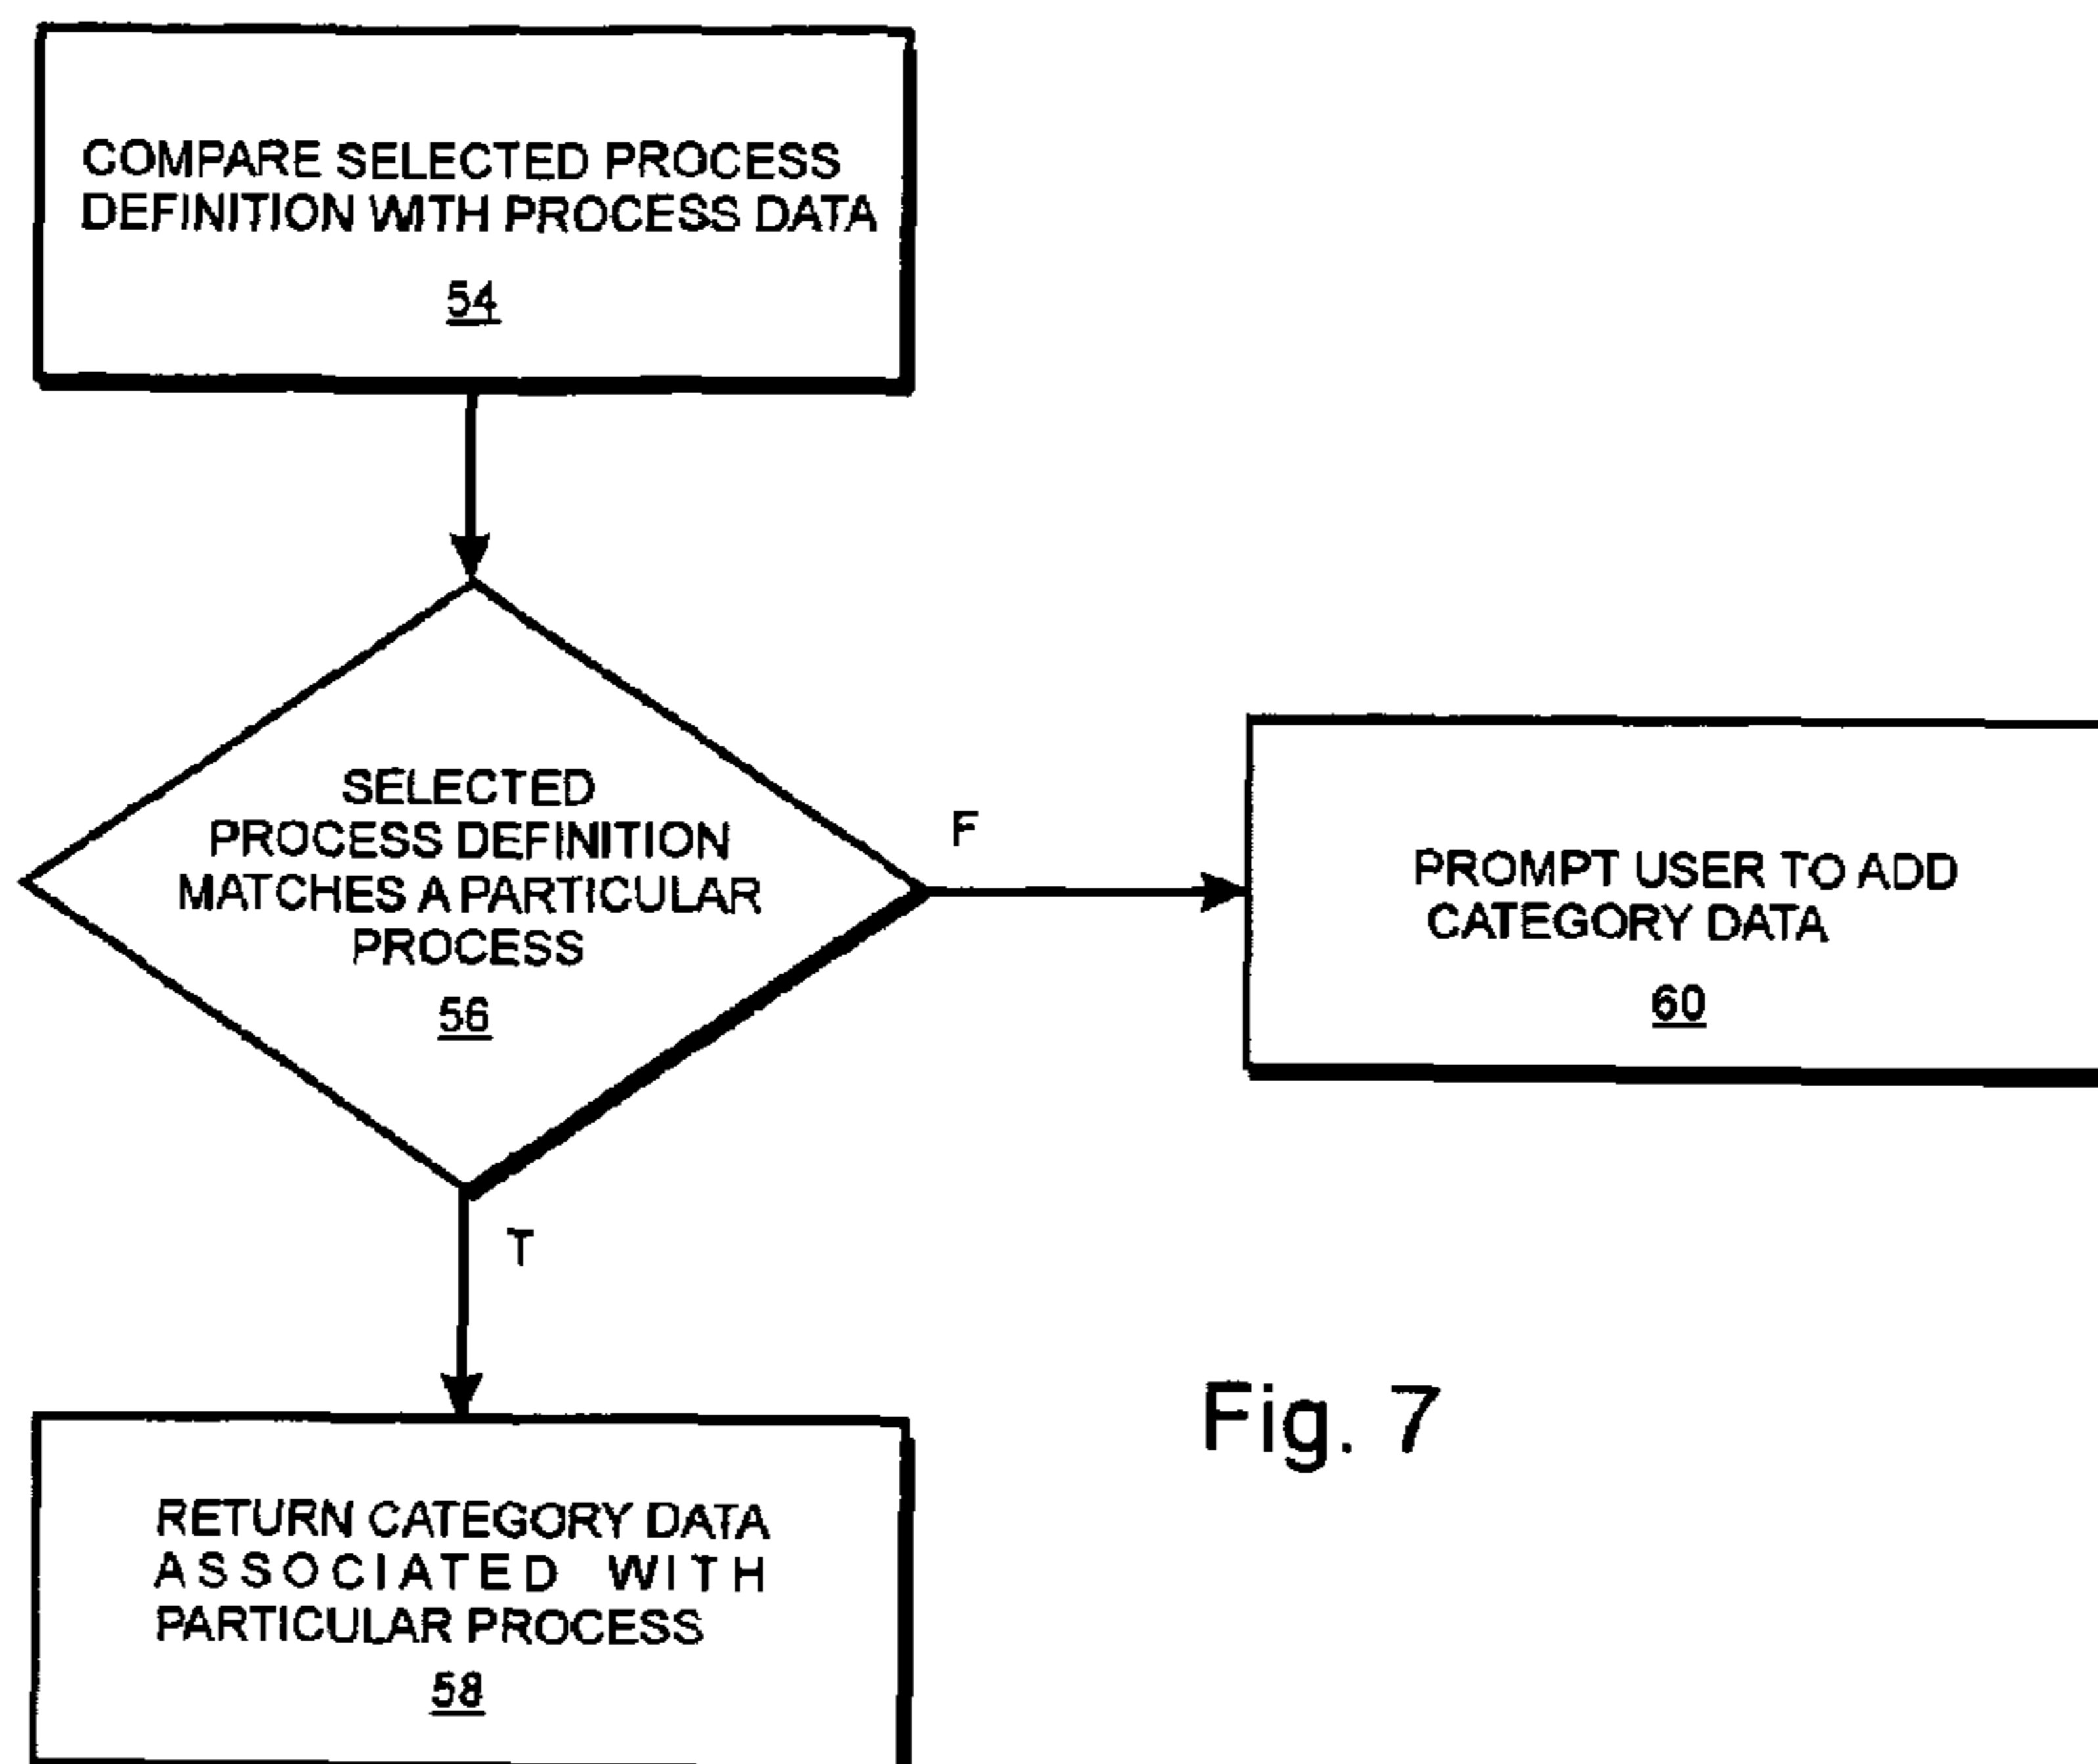 COMPARE SELECTED PROCESS
DEFINITION WITH PROCESS DATA
54
SELECTED
PROCESS DEFINITION
MATCHES A PARTICULAR
PROCESS
56
F
PROMPT USER TO ADD
CATEGORY DATA
60
T
RETURN CATEGORY DATA
ASSOCIATED WITH
PARTICULAR PROCESS
58
Fig. 7